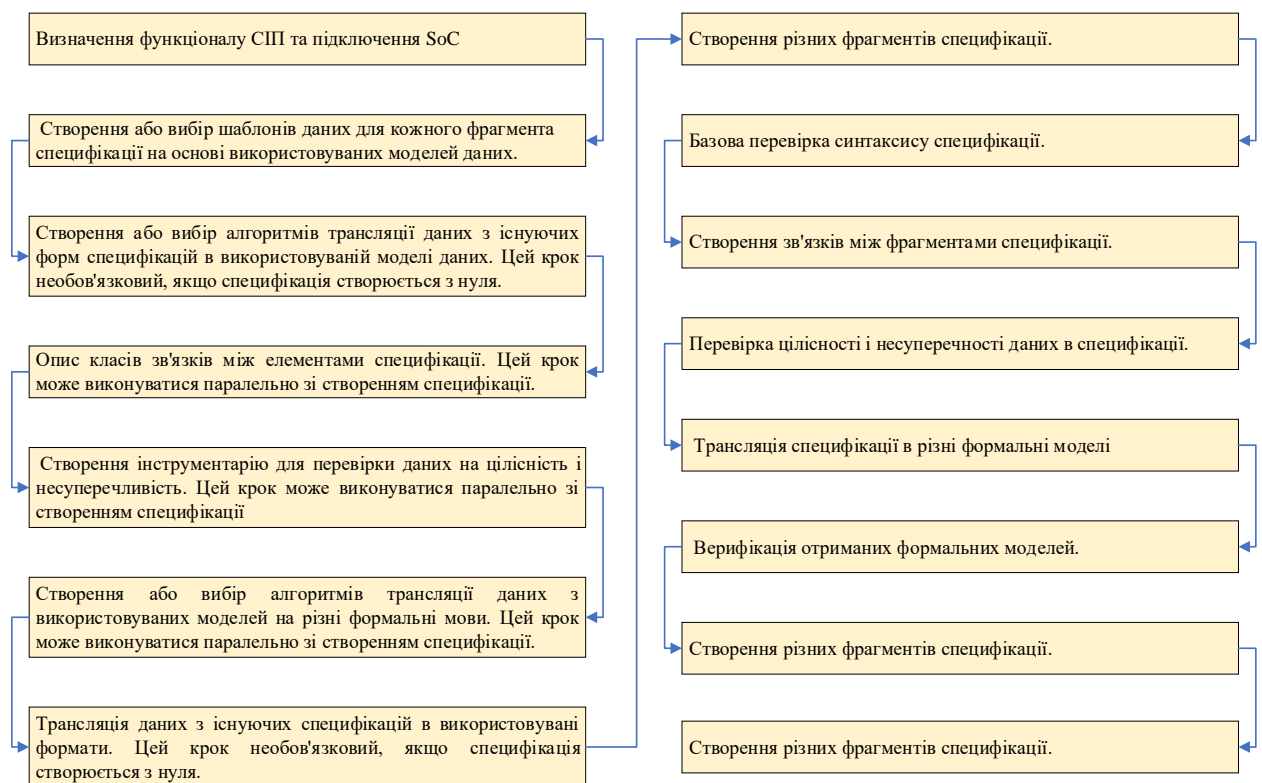 Визначення функціоналу СІП та підключення SoC
Створення або вибір шаблонів даних для кожного фрагмента
специфікації на основі використовуваних моделей даних.
Створення або вибір алгоритмів трансляції даних з існуючих
форм специфікацій в використовуваній моделі даних. Цей крок
необов'язковий, якщо специфікація створюється з нуля.
Опис класів зв'язків між елементами специфікації. Цей крок
може виконуватися паралельно зі створенням специфікації.
Створення інструментарію для перевірки даних на цілісність і
несуперечливість. Цей крок може виконуватися паралельно зі
створенням специфікації
Створення або вибір алгоритмів трансляції даних з
використовуваних моделей на різні формальні мови. Цей крок
може виконуватися паралельно зі створенням специфікації.
Трансляція даних з існуючих специфікацій в використовувані
формати. Цей крок необов'язковий, якщо специфікація
створюється з нуля.
Створення різних фрагментів специфікації.
Базова перевірка синтаксису специфікації.
Створення зв'язків між фрагментами специфікації.
Перевірка цілісності і несуперечності даних в специфікації.
Трансляція специфікації в різні формальні моделі
Верифікація отриманих формальних моделей.
Створення різних фрагментів специфікації.
Створення різних фрагментів специфікації.